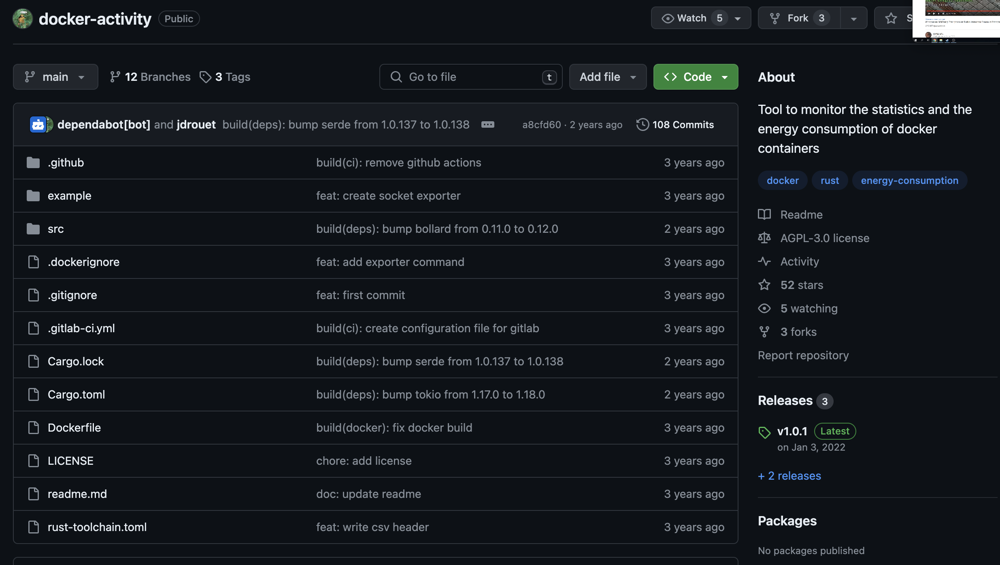 docker-activity Public
Watch 5
Fork 3
main
12 Branches
3 Tags
Go to file t
Add file
Code
dependabot[bot] and jdrouet build(deps): bump serde from 1.0.137 to 1.0.138
a8cfd60 · 2 years ago
108 Commits
.github build(ci): remove github actions 3 years ago
example feat: create socket exporter 3 years ago
src build(deps): bump bollard from 0.11.0 to 0.12.0 2 years ago
.dockerignore feat: add exporter command 3 years ago
.gitignore feat: first commit 3 years ago
.gitlab-ci.yml build(ci): create configuration file for gitlab 3 years ago
Cargo.lock build(deps): bump serde from 1.0.137 to 1.0.138 2 years ago
Cargo.toml build(deps): bump tokio from 1.17.0 to 1.18.0 2 years ago
Dockerfile build(docker): fix docker build 3 years ago
LICENSE chore: add license 3 years ago
readme.md doc: update readme 3 years ago
rust-toolchain.toml feat: write csv header 3 years ago
About
Tool to monitor the statistics and the
energy consumption of docker
containers
docker rust energy-consumption
Readme
AGPL-3.0 license
Activity
52 stars
5 watching
3 forks
Report repository
Releases 3
v1.0.1 Latest
on Jan 3, 2022
+ 2 releases
Packages
No packages published